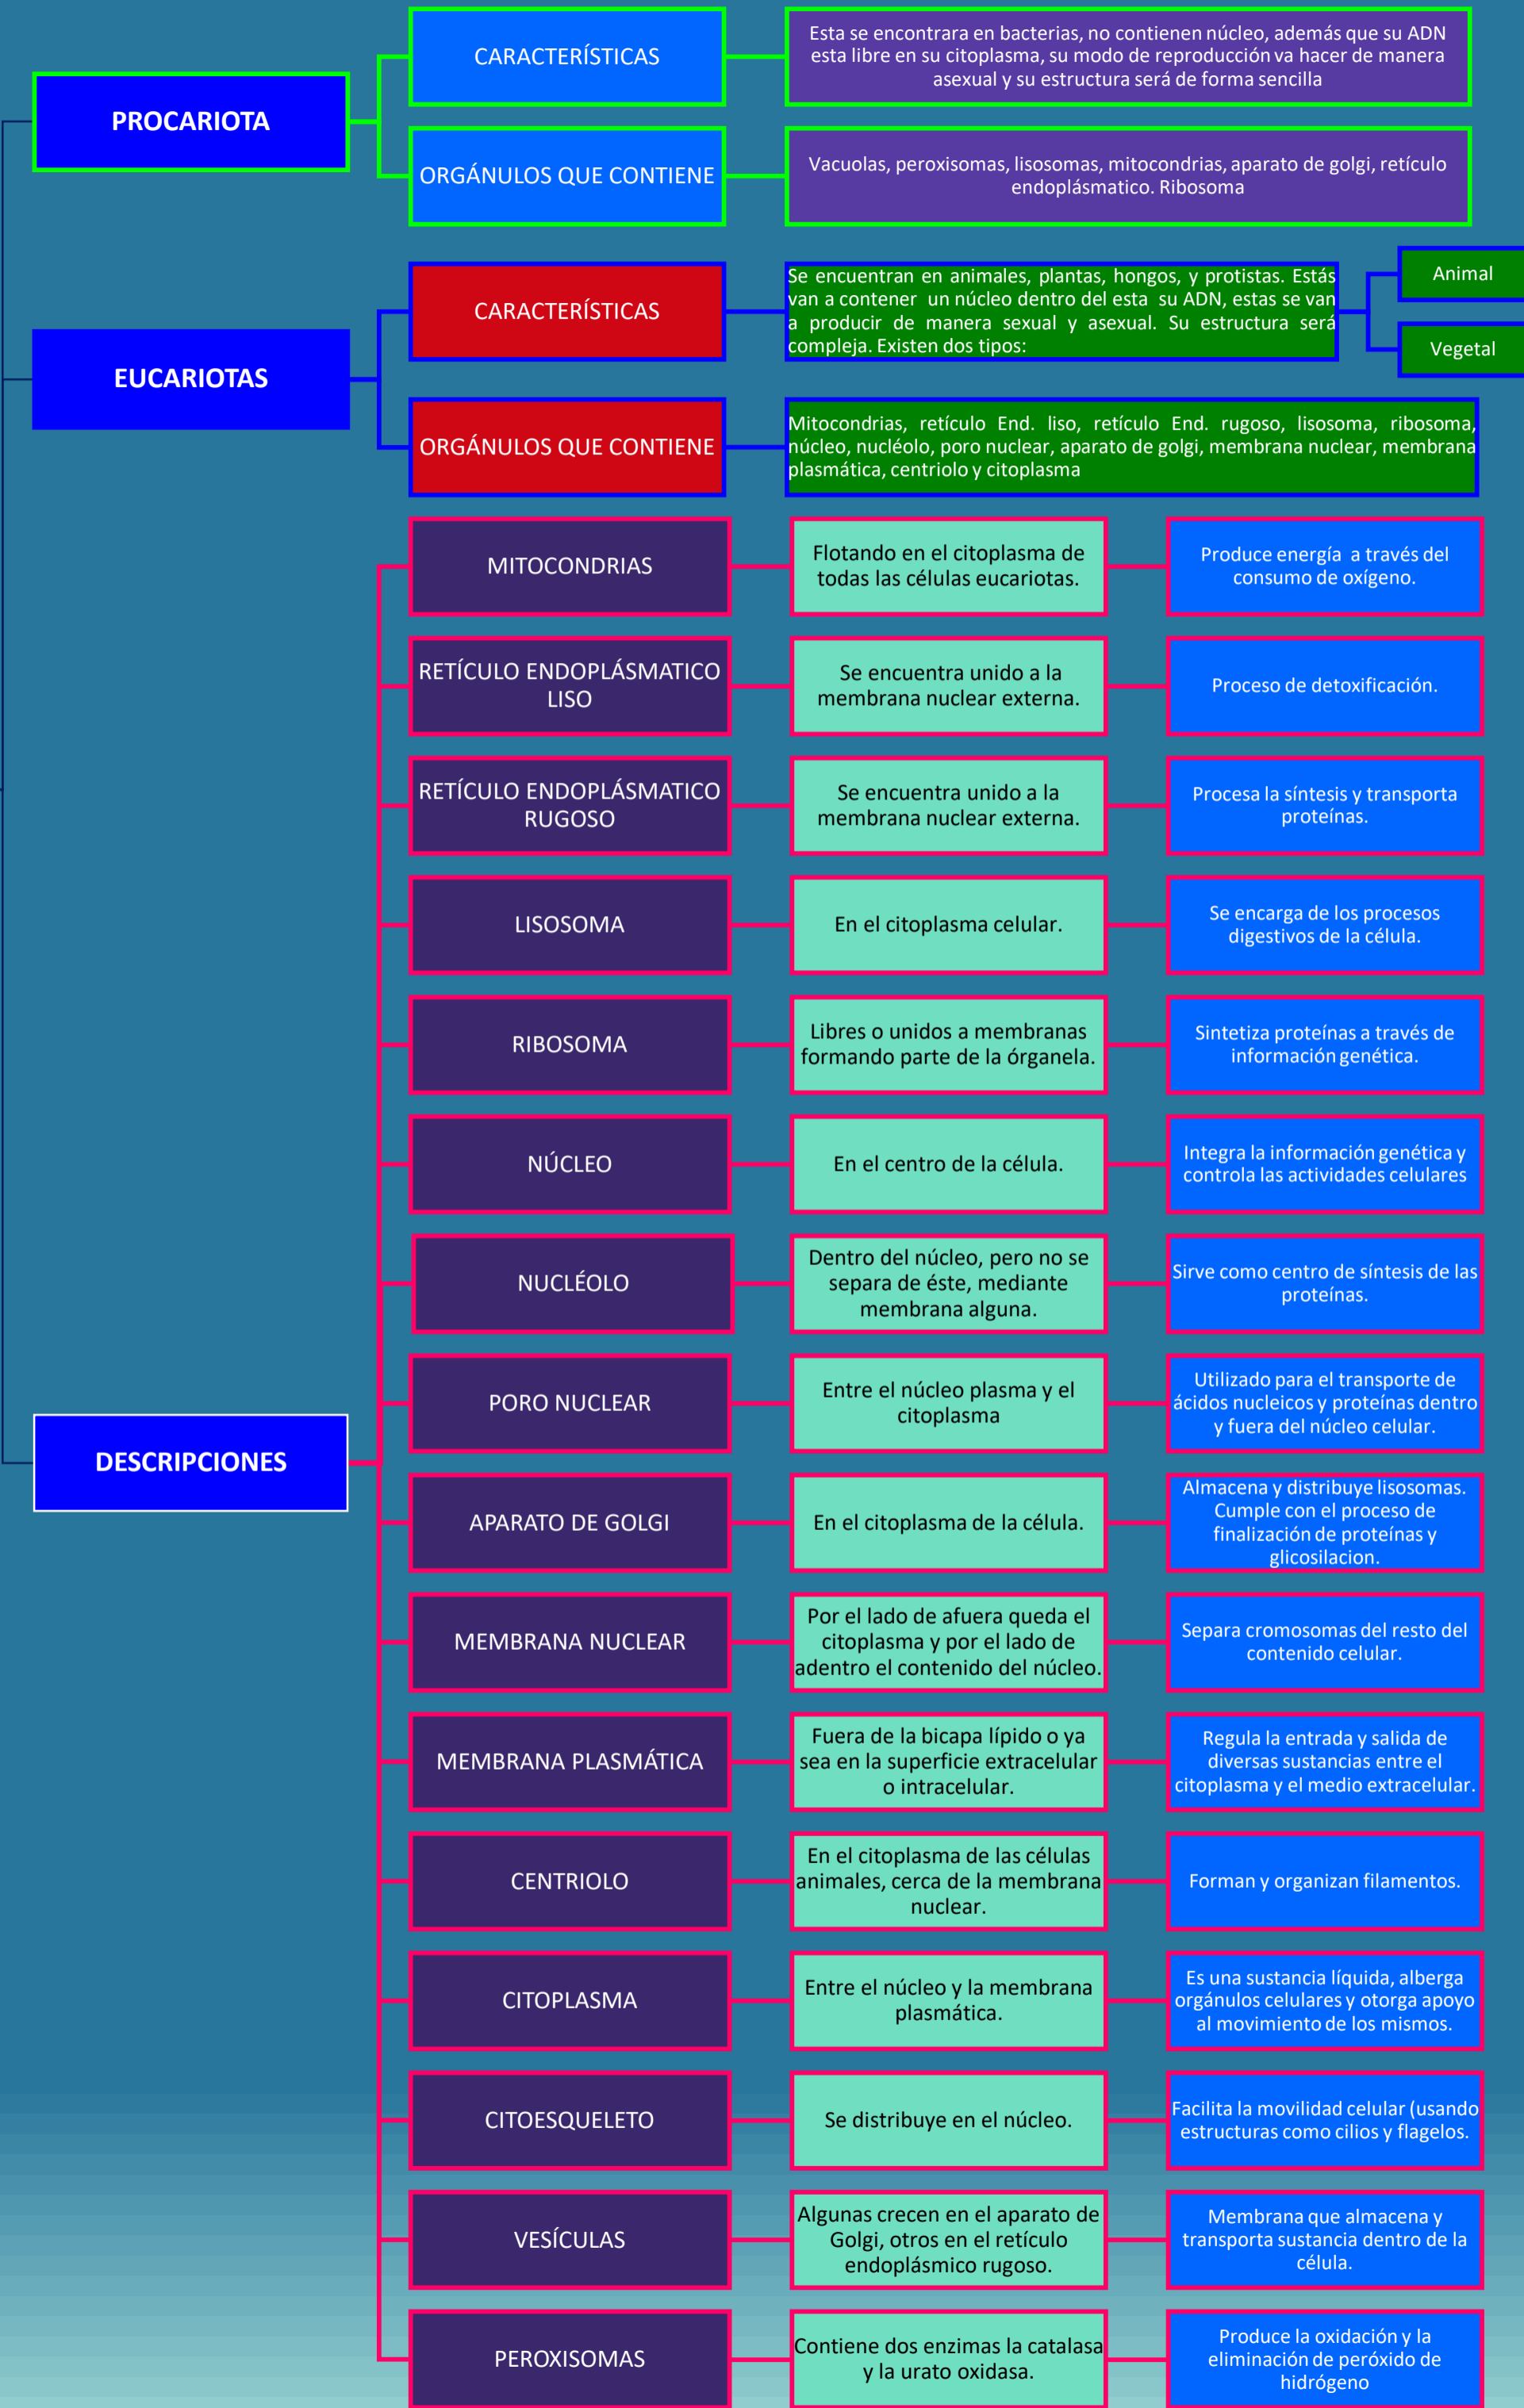 PROCARIOTA
CARACTERÍSTICAS
Esta se encontrara en bacterias, no contienen núcleo, además que su ADN
esta libre en su citoplasma, su modo de reproducción va hacer de manera
asexual y su estructura será de forma sencilla
ORGÁNULOS QUE CONTIENE
Vacuolas, peroxisomas, lisosomas, mitocondrias, aparato de golgi, retículo
endoplásmatico. Ribosoma
EUCARIOTAS
CARACTERÍSTICAS
Se encuentran en animales, plantas, hongos, y protistas. Estás
van a contener un núcleo dentro del esta su ADN, estas se van
a producir de manera sexual y asexual. Su estructura será
compleja. Existen dos tipos:
Animal
Vegetal
ORGÁNULOS QUE CONTIENE
Mitocondrias, retículo End. liso, retículo End. rugoso, lisosoma, ribosoma,
núcleo, nucléolo, poro nuclear, aparato de golgi, membrana nuclear, membrana
plasmática, centriolo y citoplasma
DESCRIPCIONES
MITOCONDRIAS
Flotando en el citoplasma de
todas las células eucariotas.
Produce energía a través del
consumo de oxígeno.
RETÍCULO ENDOPLÁSMATICO
LISO
Se encuentra unido a la
membrana nuclear externa.
Proceso de detoxificación.
RETÍCULO ENDOPLÁSMATICO
RUGOSO
Se encuentra unido a la
membrana nuclear externa.
Procesa la síntesis y transporta
proteínas.
LISOSOMA
En el citoplasma celular.
Se encarga de los procesos
digestivos de la célula.
RIBOSOMA
Libres o unidos a membranas
formando parte de la órganela.
Sintetiza proteínas a través de
información genética.
NÚCLEO
En el centro de la célula.
Integra la información genética y
controla las actividades celulares
NUCLÉOLO
Dentro del núcleo, pero no se
separa de éste, mediante
membrana alguna.
Sirve como centro de síntesis de las
proteínas.
PORO NUCLEAR
Entre el núcleo plasma y el
citoplasma
Utilizado para el transporte de
ácidos nucleicos y proteínas dentro
y fuera del núcleo celular.
APARATO DE GOLGI
En el citoplasma de la célula.
Almacena y distribuye lisosomas.
Cumple con el proceso de
finalización de proteínas y
glicosilacion.
MEMBRANA NUCLEAR
Por el lado de afuera queda el
citoplasma y por el lado de
adentro el contenido del núcleo.
Separa cromosomas del resto del
contenido celular.
MEMBRANA PLASMÁTICA
Fuera de la bicapa lípido o ya
sea en la superficie extracelular
o intracelular.
Regula la entrada y salida de
diversas sustancias entre el
citoplasma y el medio extracelular.
CENTRIOLO
En el citoplasma de las células
animales, cerca de la membrana
nuclear.
Forman y organizan filamentos.
CITOPLASMA
Entre el núcleo y la membrana
plasmática.
Es una sustancia líquida, alberga
orgánulos celulares y otorga apoyo
al movimiento de los mismos.
CITOESQUELETO
Se distribuye en el núcleo.
Facilita la movilidad celular (usando
estructuras como cilios y flagelos.
VESÍCULAS
Algunas crecen en el aparato de
Golgi, otros en el retículo
endoplásmico rugoso.
Membrana que almacena y
transporta sustancia dentro de la
célula.
PEROXISOMAS
Contiene dos enzimas la catalasa
y la urato oxidasa.
Produce la oxidación y la
eliminación de peróxido de
hidrógeno